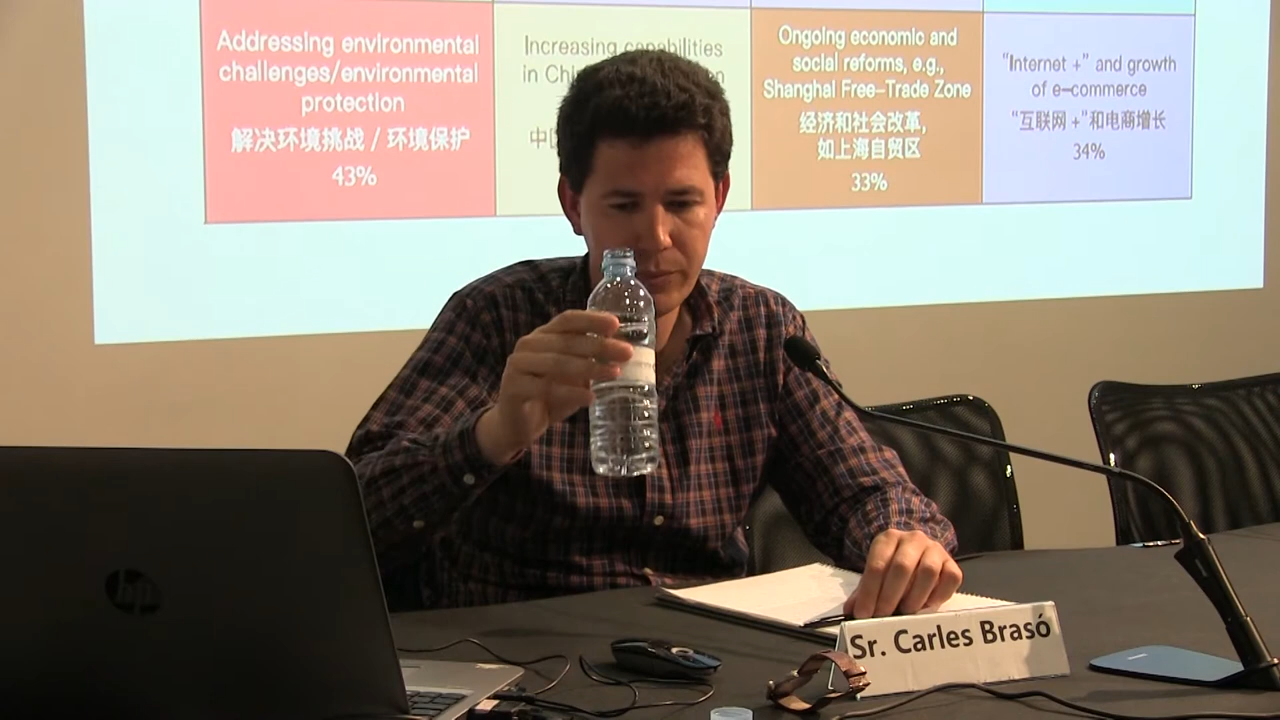 Addressing environmental
challenges/environmental
protection
解决环境挑战 / 环境保护
43%
Increasing capabilities
in
中
Ongoing economic and
social reforms, e.g.,
Shanghai Free-Trade Zone
经济和社会改革,
如上海自贸区
33%
"Internet +" and growth
of e-commerce
"互联网 +"和电商增长
34%
hp
Sr. Carles Brasó